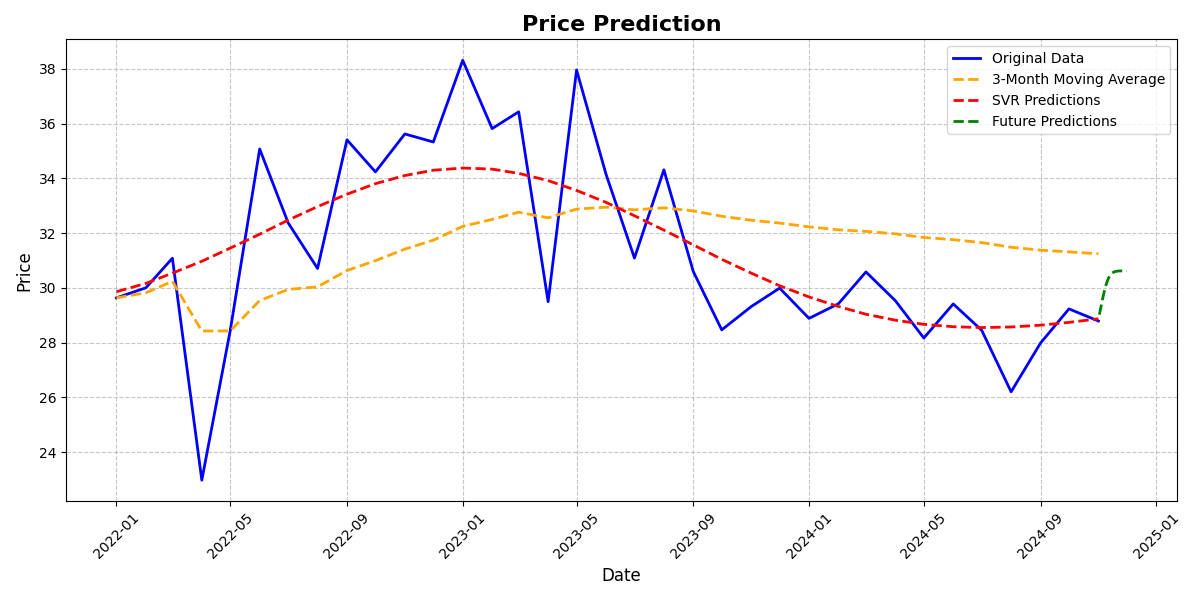 Price Prediction
Original Data
3-Month Moving Average
SVR Predictions
Future Predictions
Price
38
36
34
32
30
28
26
24
2022-01
2022-05
2022-09
2023-01
2023-05
2023-09
2024-01
2024-05
2024-09
2025-01
Date